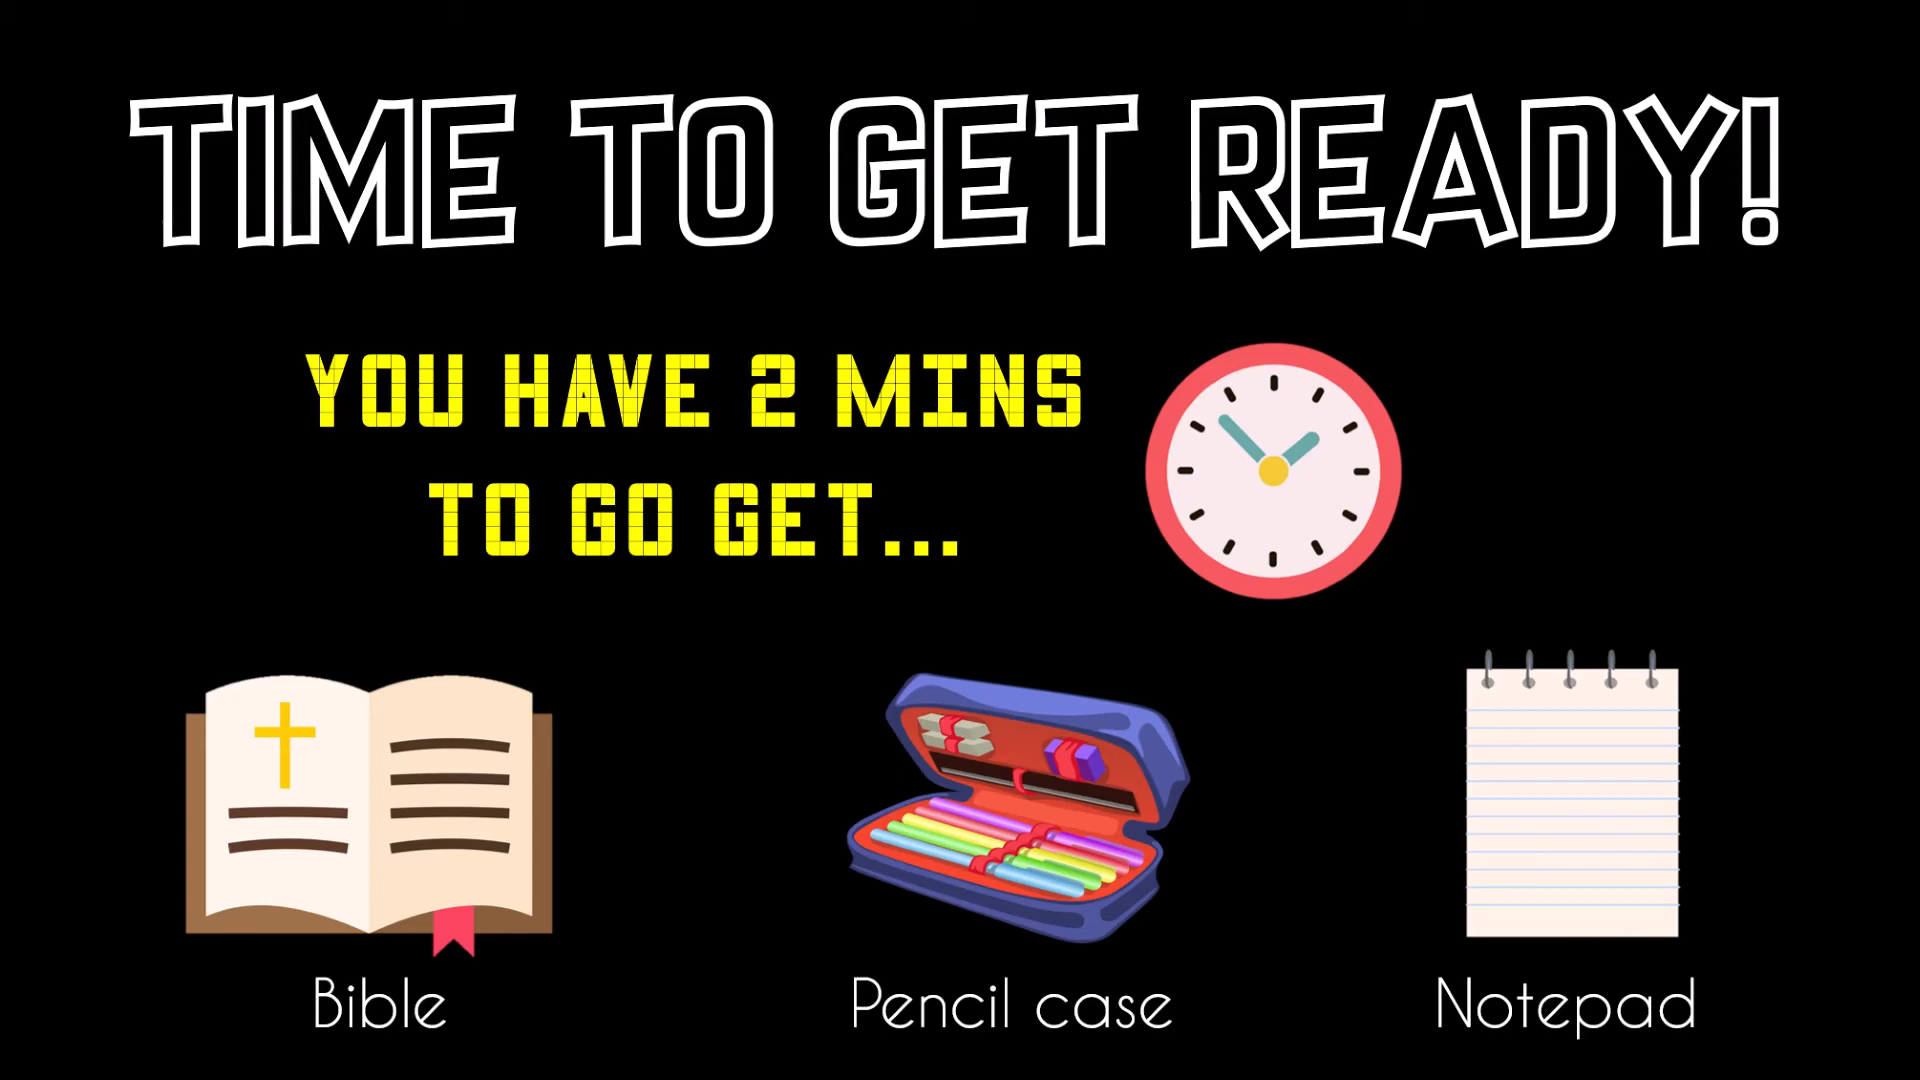 TIME TO GET READY!
YOU HAVE 2 MINS
TO GO GET...
Bible
Pencil case
Notepad